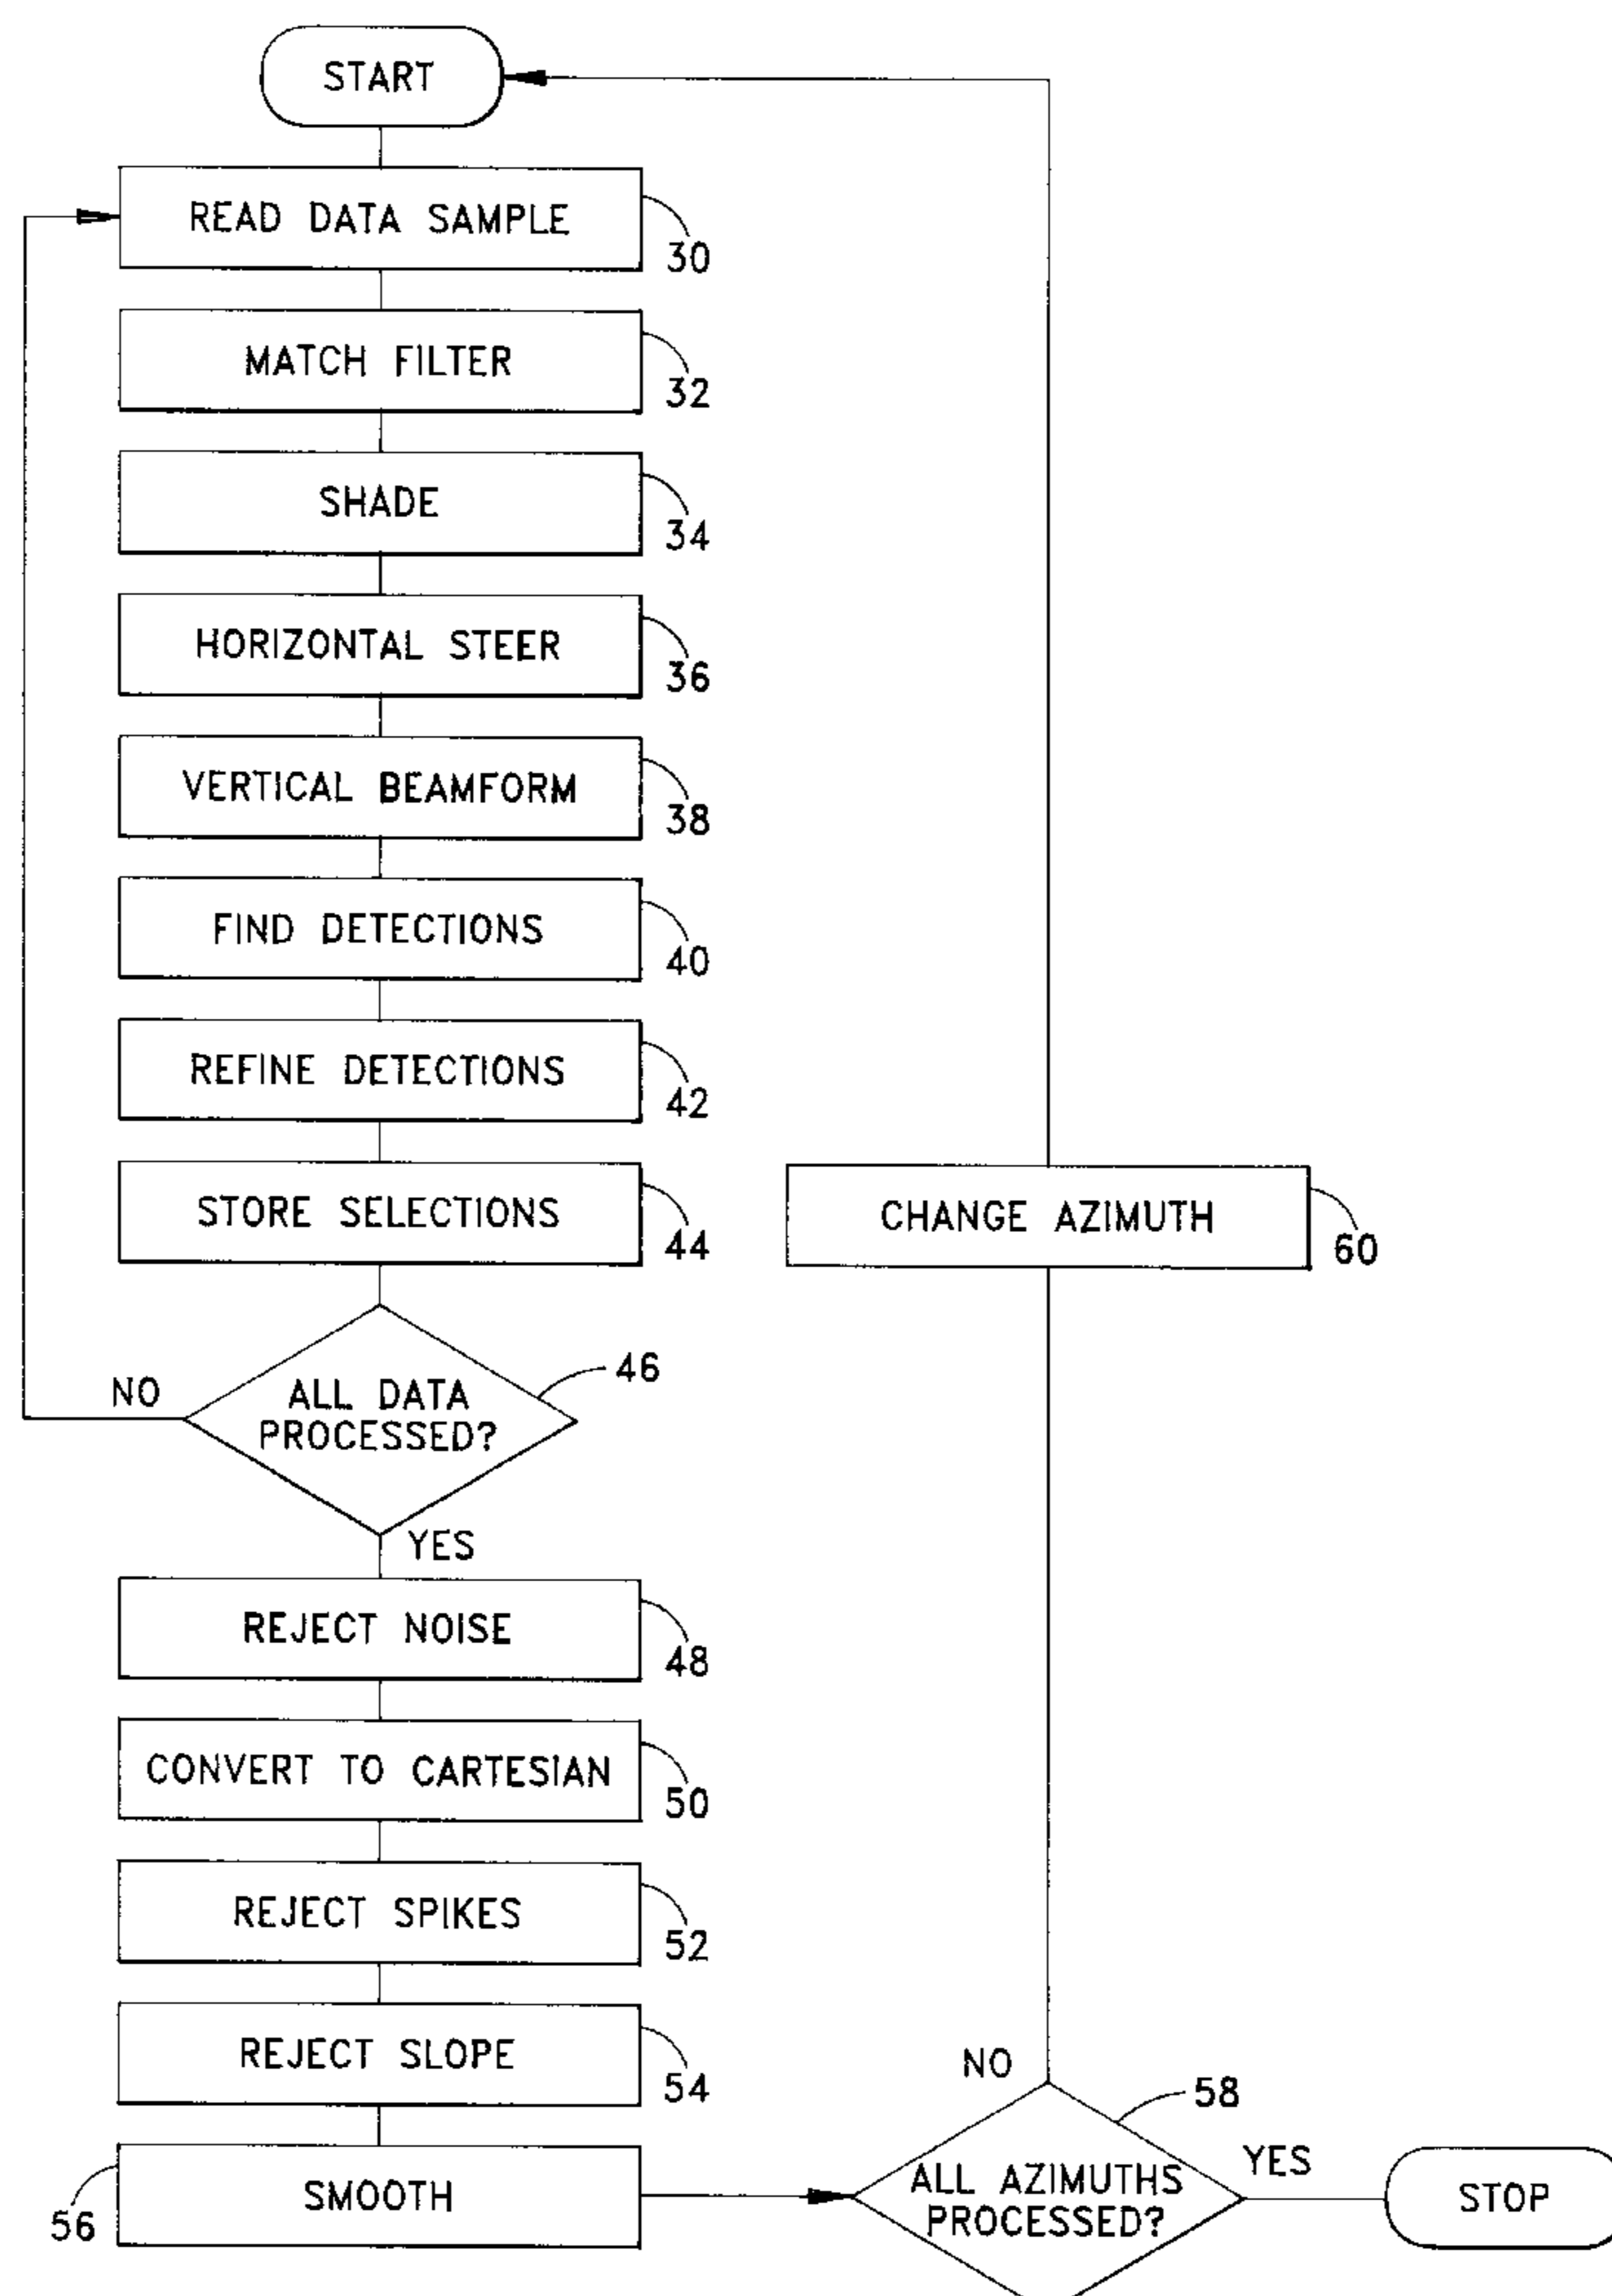 START
READ DATA SAMPLE
30
MATCH FILTER
32
SHADE
34
HORIZONTAL STEER
36
VERTICAL BEAMFORM
38
FIND DETECTIONS
40
REFINE DETECTIONS
42
STORE SELECTIONS
44
ALL DATA
PROCESSED?
46
NO
YES
REJECT NOISE
48
CONVERT TO CARTESIAN
50
REJECT SPIKES
52
REJECT SLOPE
54
SMOOTH
56
ALL AZIMUTHS
PROCESSED?
58
NO
CHANGE AZIMUTH
60
YES
STOP